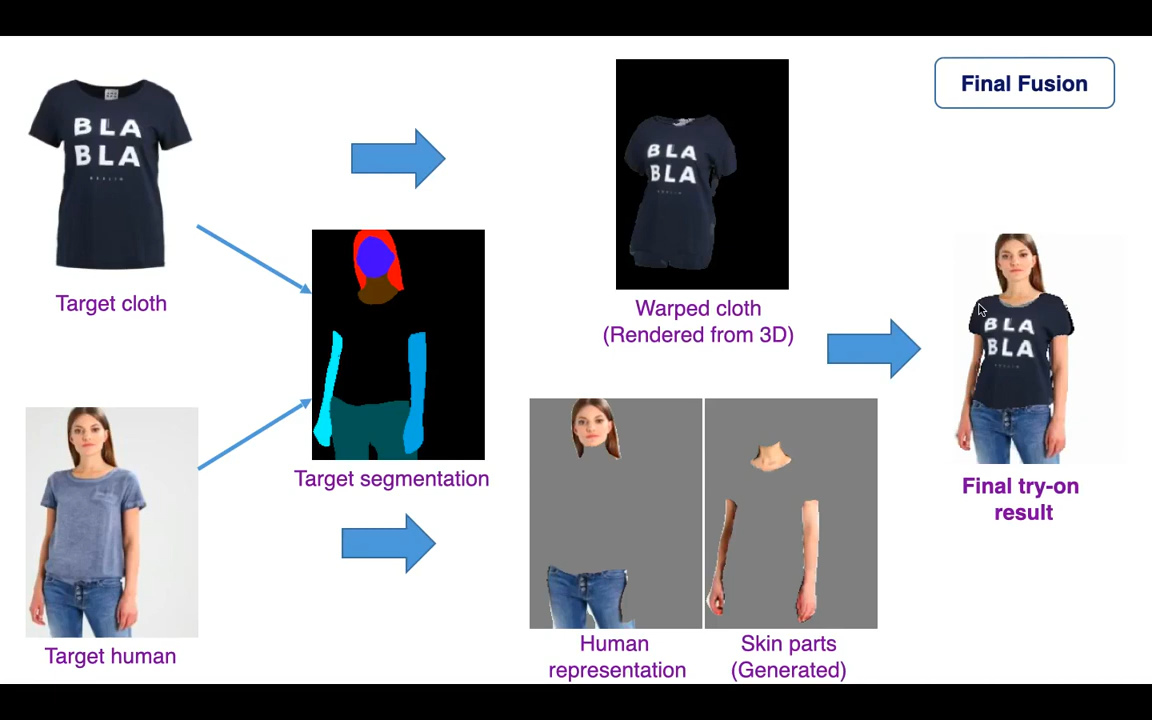 Final Fusion
BLA
BLA
BERLIN
Target cloth
BLA
BLA
Warped cloth
(Rendered from 3D)
Target segmentation
BLA
BLA
Final try-on
result
Target human
Human
representation
Skin parts
(Generated)